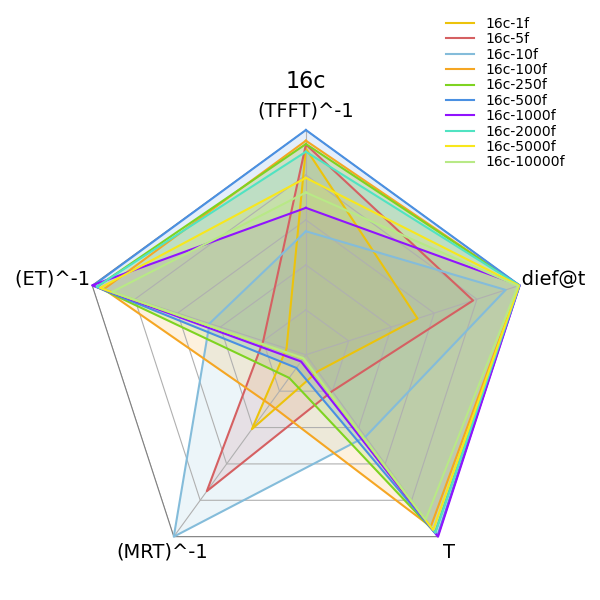 16c-1f
16c-5f
16c-10f
16c-100f
16c-250f
16c-500f
16c-1000f
16c-2000f
16c-5000f
16c-10000f
16c
(TFFT)^-1
(ET)^-1
dief@t
(MRT)^-1
T